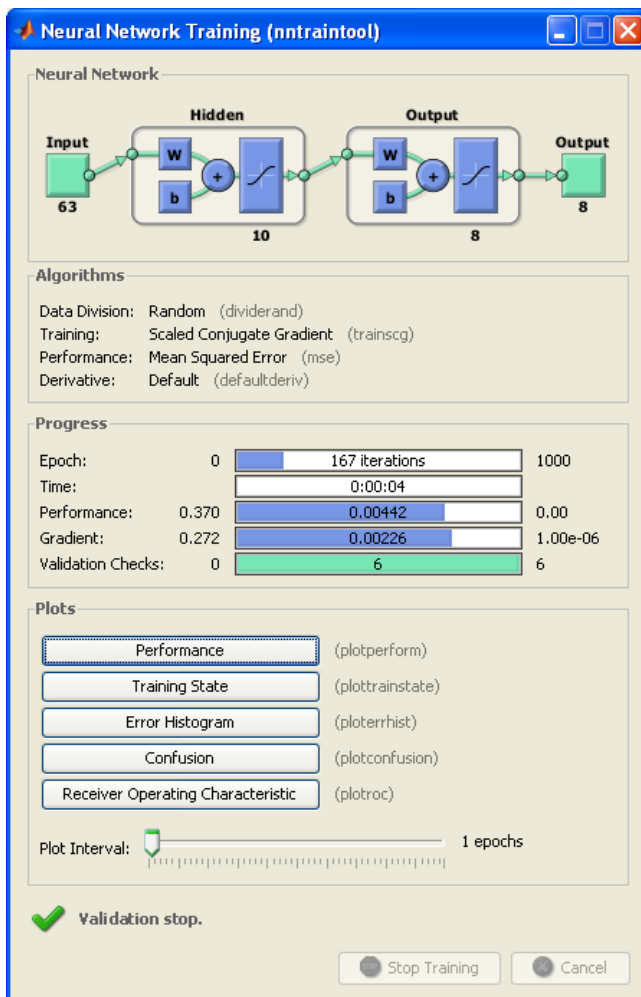 Neural Network Training (nntraintool)
Neural Network
Hidden
Output
Input
W
b
+
W
b
+
Output
63
10
8
8
Algorithms
Data Division: Random (dividerand)
Training: Scaled Conjugate Gradient (trainscg)
Performance: Mean Squared Error (mse)
Derivative: Default (defaultderiv)
Progress
Epoch: 0 167 iterations 1000
Time: 0:00:04
Performance: 0.370 0.00442 0.00
Gradient: 0.272 0.00226 1.00e-06
Validation Checks: 0 6 6
Plots
Performance (plotperform)
Training State (plottrainstate)
Error Histogram (ploterrhist)
Confusion (plotconfusion)
Receiver Operating Characteristic (plotroc)
Plot Interval: 1 epochs
Validation stop.
Stop Training Cancel